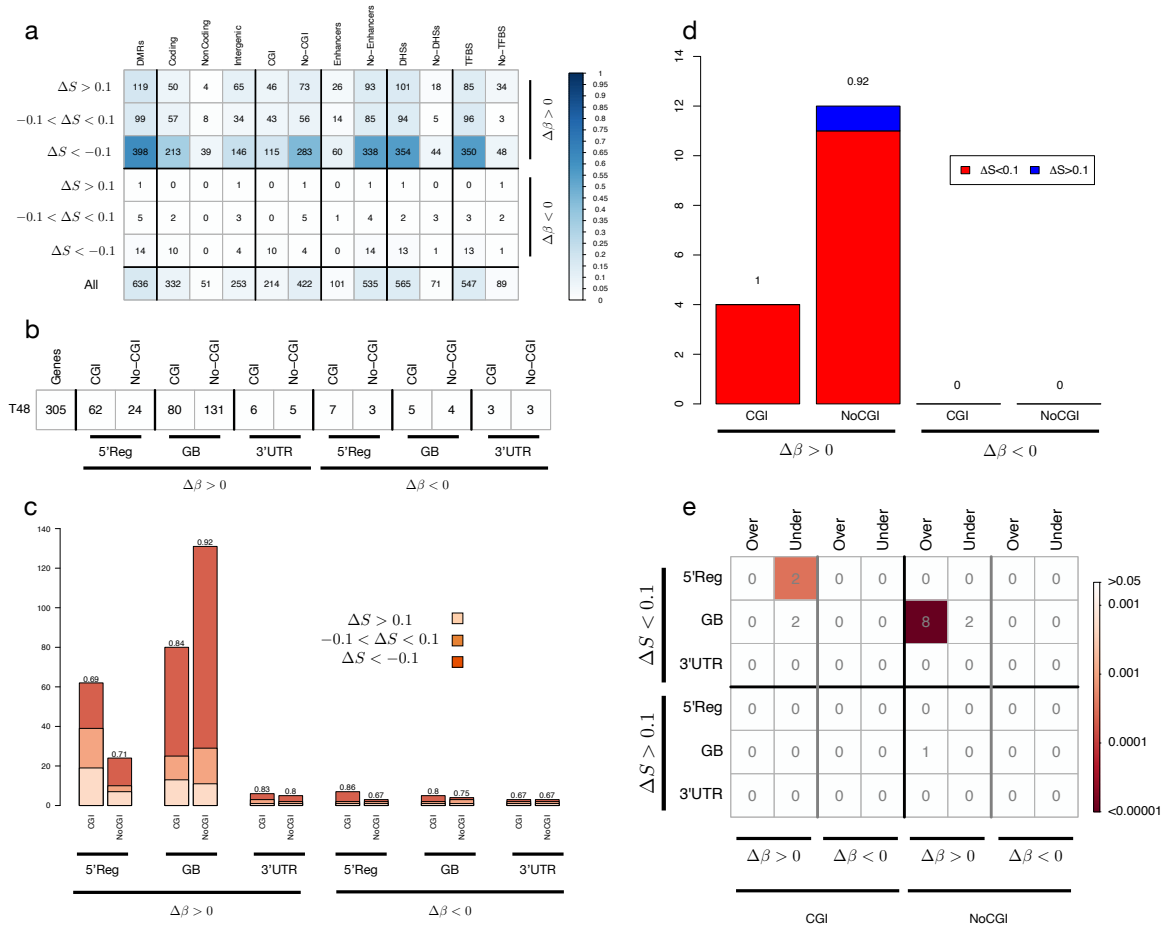 a
DMRs Coding NonCoding Intergenic CGI No−CGI Enhancers No−Enhancers DHSs No−DHSs TFBS No−TFBS
ΔS > 0.1 119 50 4 65 46 73 26 93 101 18 85 34
−0.1 < ΔS < 0.1 99 57 8 34 43 56 14 85 94 5 96 3
ΔS < −0.1 398 213 39 146 115 283 60 338 354 44 350 48
Δβ > 0
ΔS > 0.1 1 0 0 1 0 1 0 1 1 0 0 1
−0.1 < ΔS < 0.1 5 2 0 3 0 5 1 4 2 3 3 2
ΔS < −0.1 14 10 0 4 10 4 0 14 13 1 13 1
Δβ < 0
All 636 332 51 253 214 422 101 535 565 71 547 89
1
0.95
0.9
0.85
0.8
0.75
0.7
0.65
0.6
0.55
0.5
0.45
0.4
0.35
0.3
0.25
0.2
0.15
0.1
0.05
0
b
Genes CGI No−CGI CGI No−CGI CGI No−CGI CGI No−CGI CGI No−CGI CGI No−CGI
T48 305 62 24 80 131 6 5 7 3 5 4 3 3
5'Reg GB 3'UTR 5'Reg GB 3'UTR
Δβ > 0 Δβ < 0
c
140
120
100
80
60
40
20
0
0.69 0.71 0.84 0.92 0.83 0.8 0.86 0.67 0.8 0.75 0.67 0.67
ΔS > 0.1
−0.1 < ΔS < 0.1
ΔS < −0.1
CGI NoCGI CGI NoCGI CGI NoCGI CGI NoCGI CGI NoCGI CGI NoCGI
5'Reg GB 3'UTR 5'Reg GB 3'UTR
Δβ > 0 Δβ < 0
d
14
12
10
8
6
4
2
0
1 0.92 0 0
ΔS<0.1 ΔS>0.1
CGI NoCGI CGI NoCGI
Δβ > 0 Δβ < 0
e
Over Under Over Under Over Under Over Under
ΔS < 0.1
5'Reg 0 2 0 0 0 0 0 0
GB 0 2 0 0 8 2 0 0
3'UTR 0 0 0 0 0 0 0 0
ΔS > 0.1
5'Reg 0 0 0 0 0 0 0 0
GB 0 0 0 0 1 0 0 0
3'UTR 0 0 0 0 0 0 0 0
>0.05
0.001
0.001
0.0001
<0.00001
Δβ > 0 Δβ < 0 Δβ > 0 Δβ < 0
CGI NoCGI